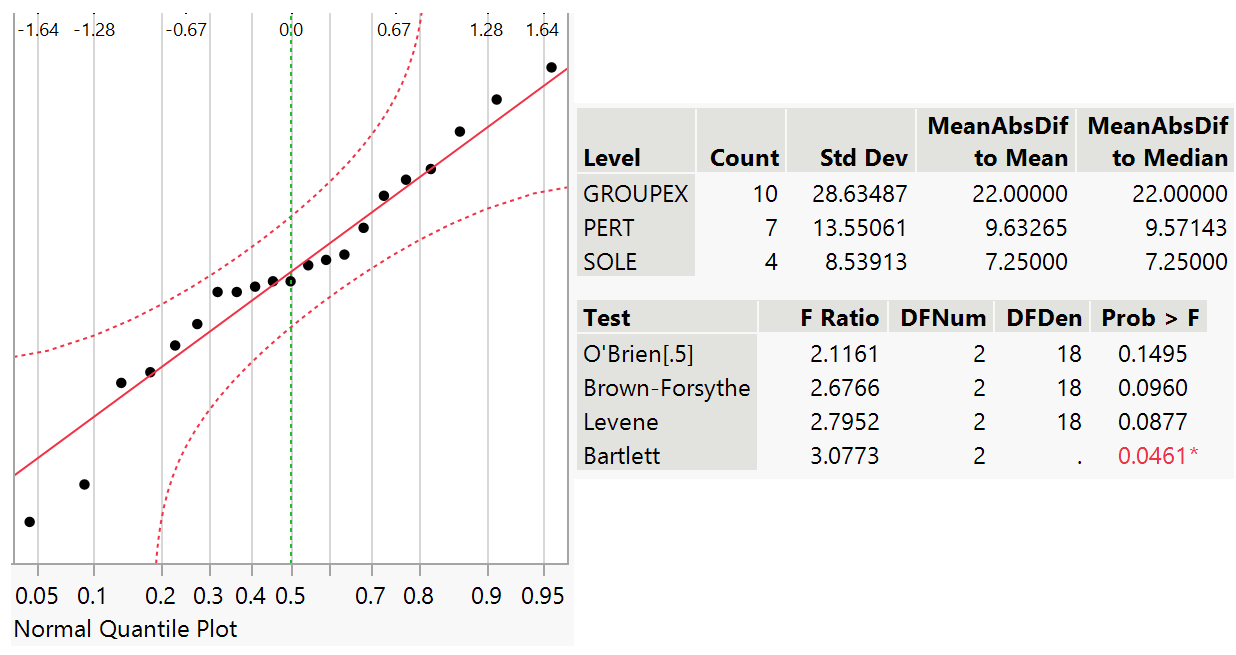 -1.64 -1.28 -0.67 0.0 0.67 1.28 1.64
0.05 0.1 0.2 0.3 0.4 0.5 0.7 0.8 0.9 0.95
Normal Quantile Plot
Level Count Std Dev MeanAbsDif to Mean MeanAbsDif to Median
GROUPEX 10 28.63487 22.00000 22.00000
PERT 7 13.55061 9.63265 9.57143
SOLE 4 8.53913 7.25000 7.25000
Test F Ratio DFNum DFDen Prob > F
O'Brien[.5] 2.1161 2 18 0.1495
Brown-Forsythe 2.6766 2 18 0.0960
Levene 2.7952 2 18 0.0877
Bartlett 3.0773 2 . 0.0461*